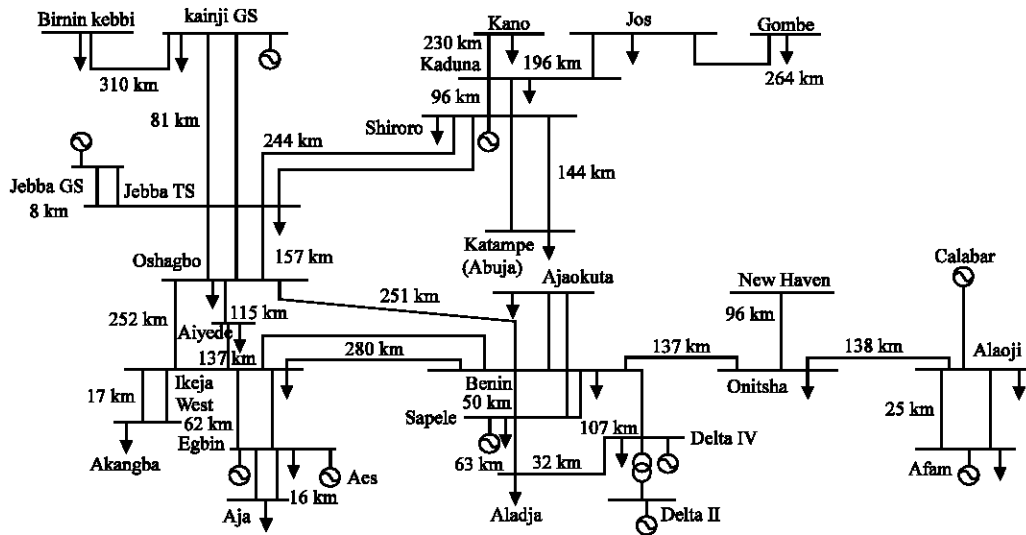 Birnin kebbi
kainji GS
Kano
Jos
Gombe
230 km
Kaduna
196 km
264 km
310 km
96 km
81 km
Shiroro
244 km
144 km
Jebba GS
Jebba TS
8 km
Katampe
(Abuja)
157 km
Oshagbo
Ajaokuta
New Haven
Calabar
251 km
252 km
115 km
96 km
Aiyede
137 km
280 km
137 km
138 km
Alaoji
Ikeja
West
Benin
Onitsha
17 km
50 km
25 km
62 km
Sapele
107 km
Delta IV
Egbin
Akangba
63 km
32 km
Aes
Afam
16 km
Aja
Aladja
Delta II